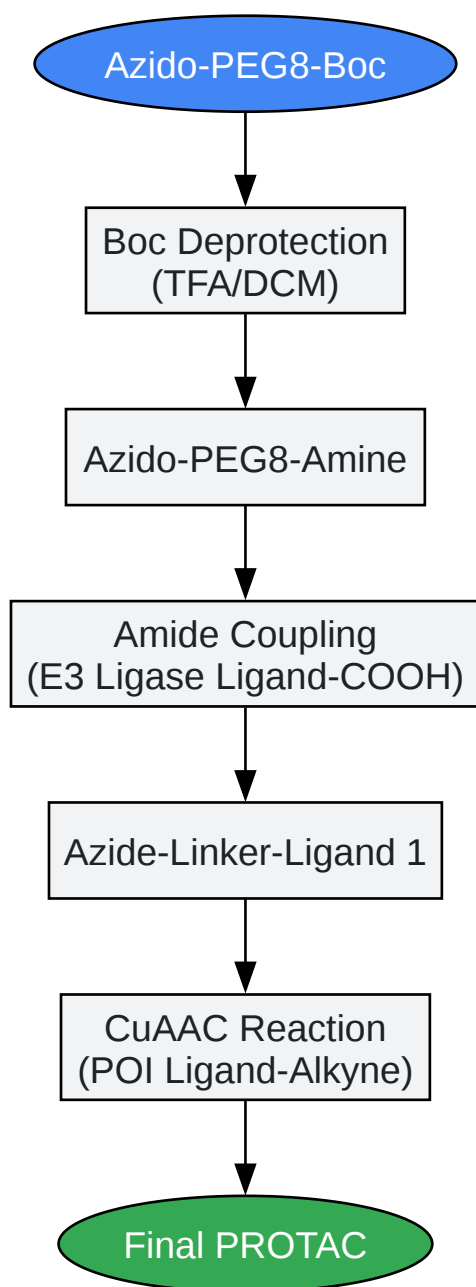 Azido-PEG8-Boc
Boc Deprotection
(TFA/DCM)
Azido-PEG8-Amine
Amide Coupling
(E3 Ligase Ligand-COOH)
Azide-Linker-Ligand 1
CuAAC Reaction
(POI Ligand-Alkyne)
Final PROTAC